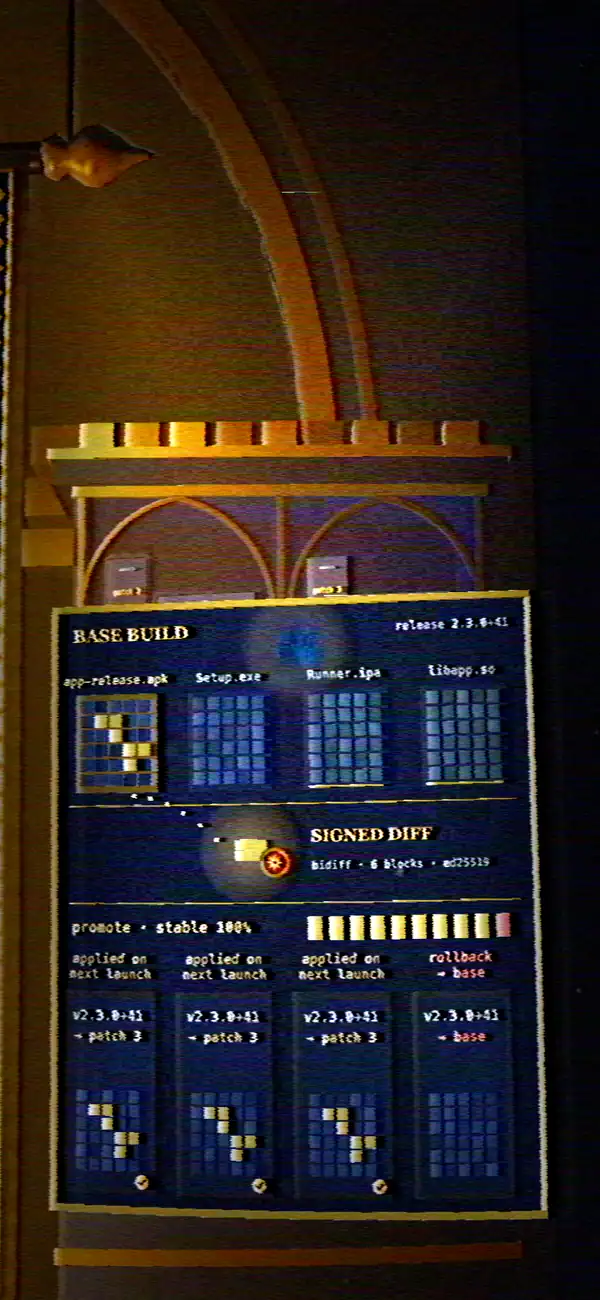 patch 3
BASE BUILD
release 2.3.0+41
app-release.apk
Setup.exe
Runner.ipa
libapp.so
SIGNED DIFF
bidiff · 6 blocks · ed25519
promote · stable 100%
applied on
next launch
applied on
next launch
applied on
next launch
rollback
→ base
v2.3.0+41
→ patch 3
v2.3.0+41
→ patch 3
v2.3.0+41
→ patch 3
v2.3.0+41
→ base